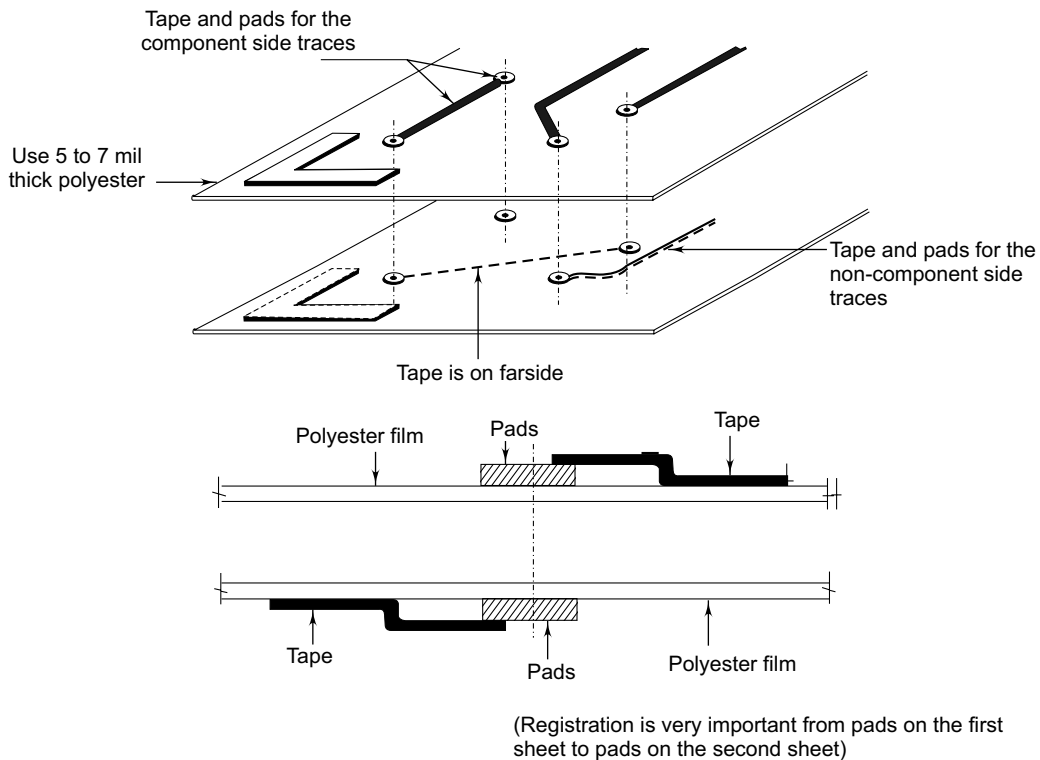 Tape and pads for the
component side traces
Use 5 to 7 mil
thick polyester
Tape and pads for the
non-component side
traces
Tape is on farside
Polyester film
Pads
Tape
Tape
Pads
Polyester film
(Registration is very important from pads on the first
sheet to pads on the second sheet)